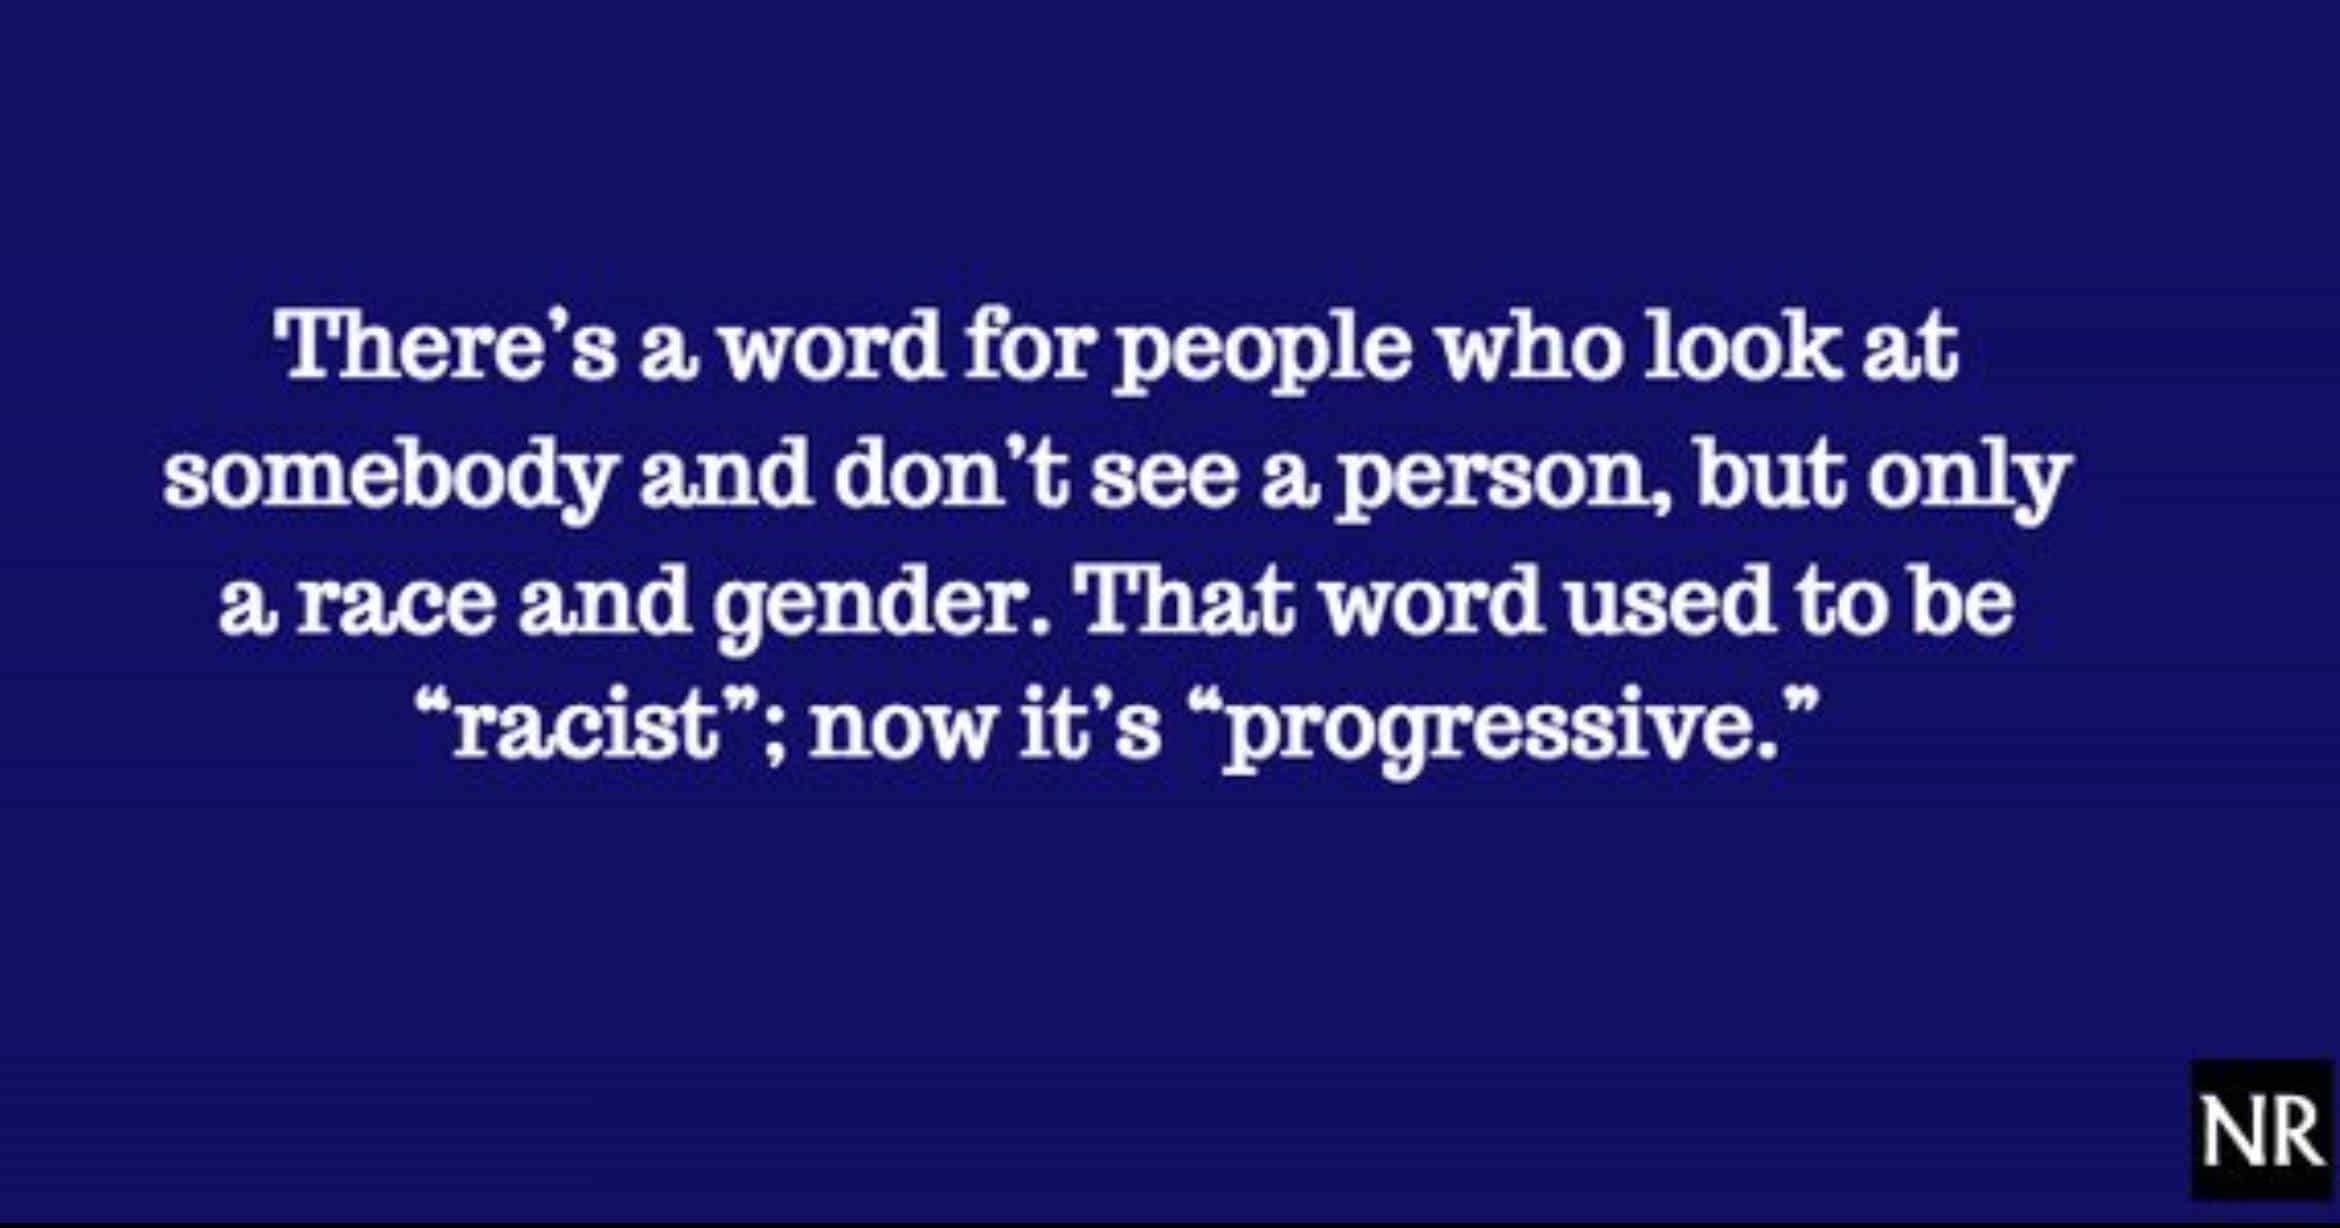 There’s a word for people who look at
somebody and don’t see a person, but only
a race and gender. That word used to be
“racist”; now it’s “progressive.”
NR